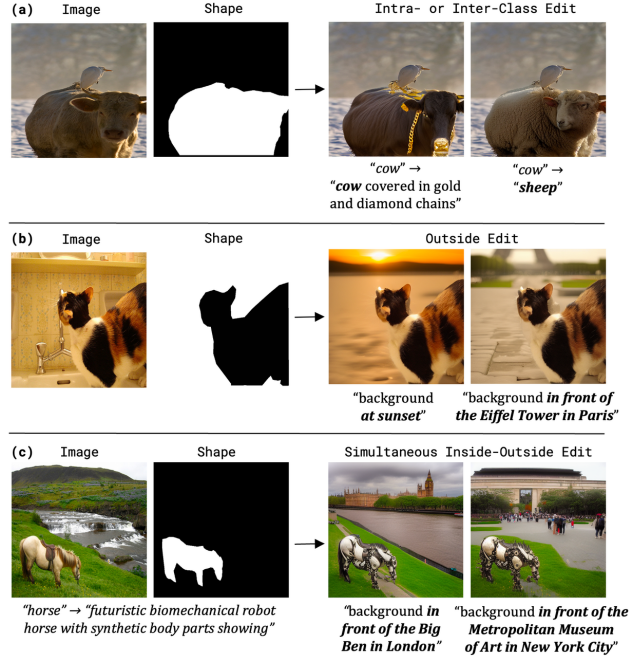 (a) Image Shape Intra- or Inter-Class Edit
"cow" →
"cow covered in gold
and diamond chains"
"cow" →
"sheep"
(b) Image Shape Outside Edit
"background
at sunset"
"background in front of
the Eiffel Tower in Paris"
(c) Image Shape Simultaneous Inside-Outside Edit
"horse" → "futuristic biomechanical robot
horse with synthetic body parts showing"
"background in
front of the Big
Ben in London"
"background in front of the
Metropolitan Museum
of Art in New York City"